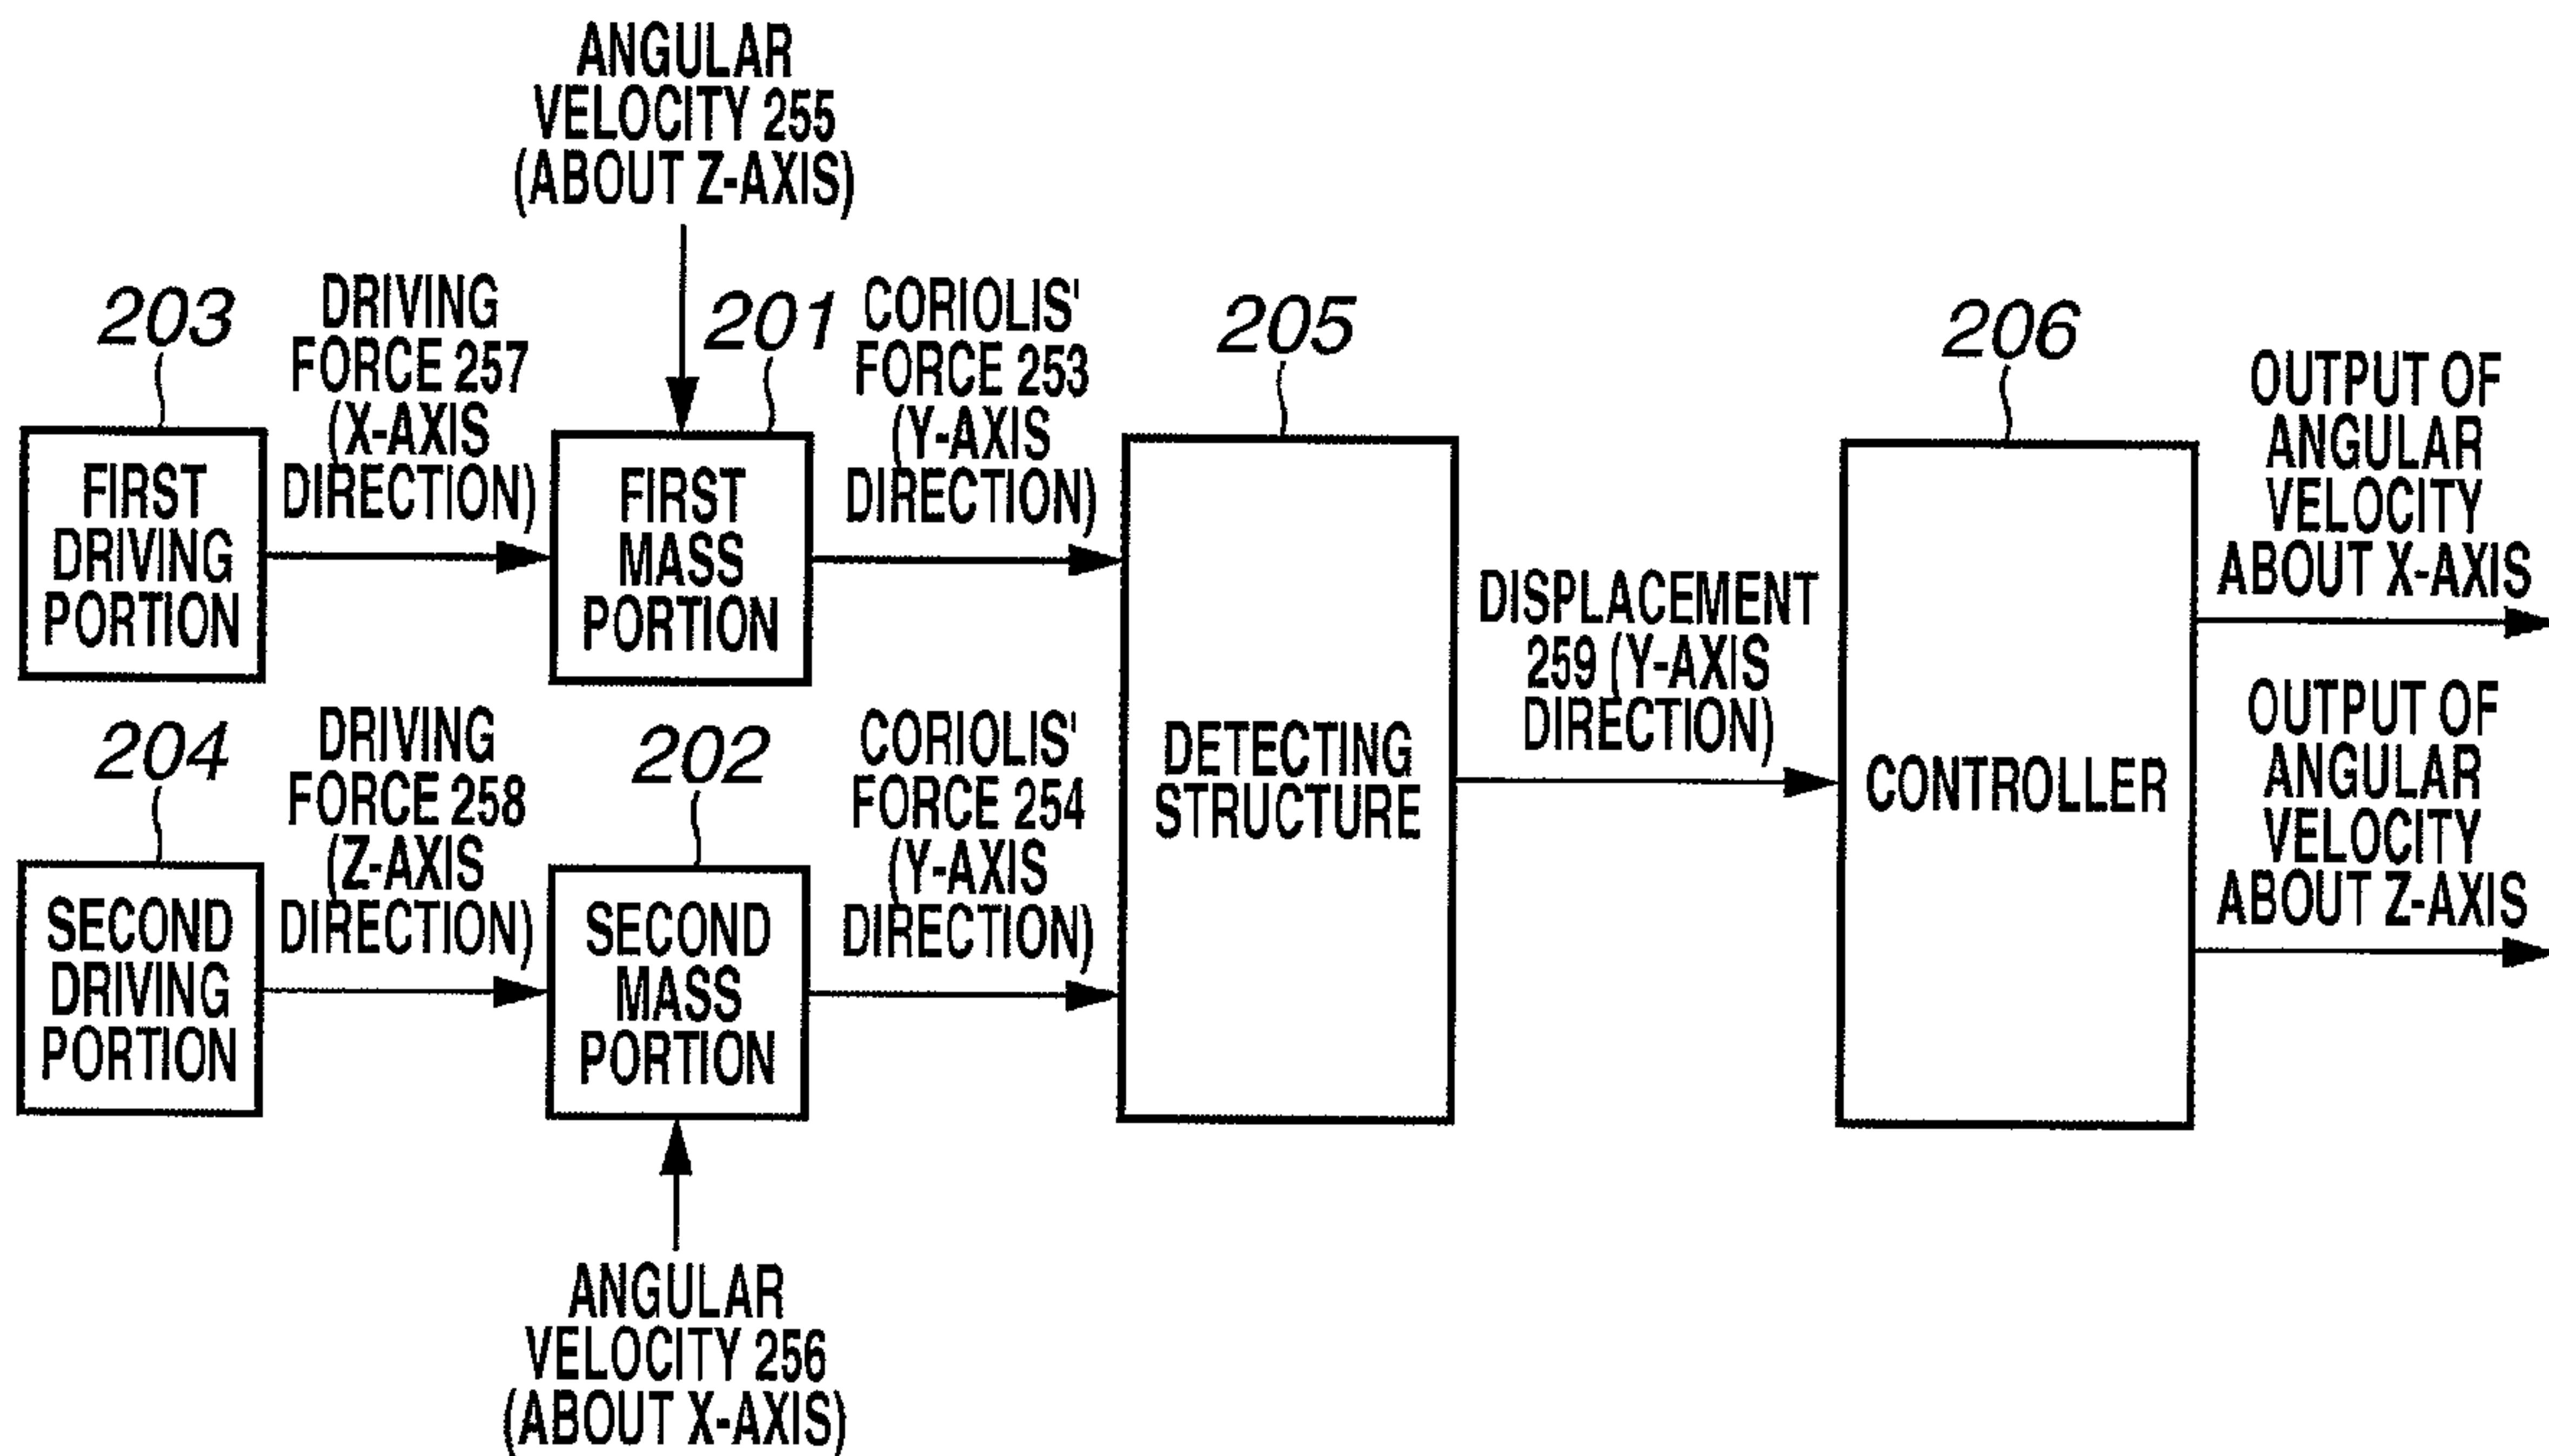 ANGULAR
VELOCITY 255
(ABOUT Z-AXIS)
203
DRIVING
FORCE 257
(X-AXIS
DIRECTION)
201
CORIOLIS'
FORCE 253
(Y-AXIS
DIRECTION)
205
206
FIRST
DRIVING
PORTION
FIRST
MASS
PORTION
OUTPUT OF
ANGULAR
VELOCITY
ABOUT X-AXIS
DISPLACEMENT
259 (Y-AXIS
DIRECTION)
204
DRIVING
FORCE 258
(Z-AXIS
DIRECTION)
202
CORIOLIS'
FORCE 254
(Y-AXIS
DIRECTION)
DETECTING
STRUCTURE
CONTROLLER
OUTPUT OF
ANGULAR
VELOCITY
ABOUT Z-AXIS
SECOND
DRIVING
PORTION
SECOND
MASS
PORTION
ANGULAR
VELOCITY 256
(ABOUT X-AXIS)